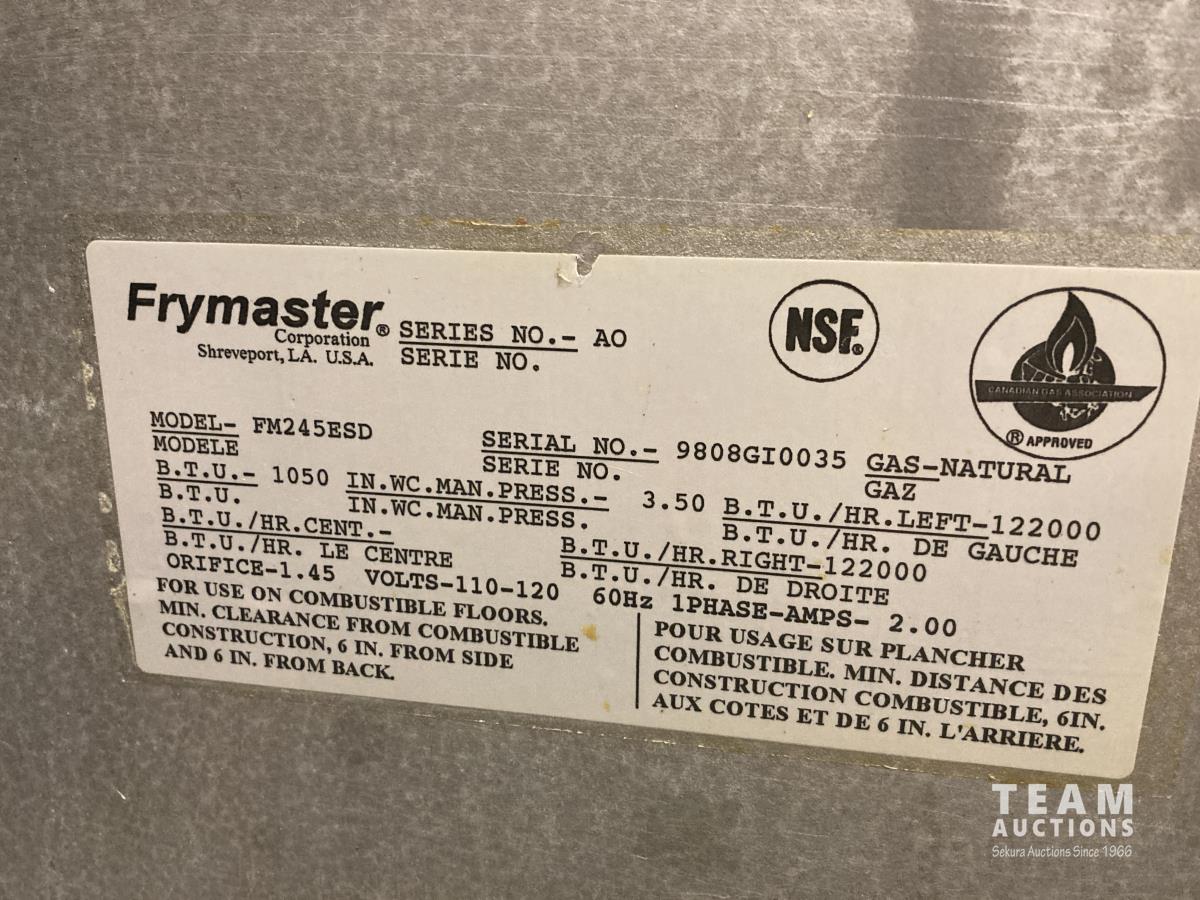 Frymaster®
Corporation
Shreveport, LA. U.S.A.
SERIES NO.- AO
SERIE NO.
NSF®
CANADIAN GAS ASSOCIATION
® APPROVED
MODEL- FM245ESD
MODELE
SERIAL NO.- 9808GI0035
SERIE NO.
GAS-NATURAL
GAZ
B.T.U.- 1050
B.T.U.
IN.WC.MAN.PRESS.- 3.50
IN.WC.MAN.PRESS.
B.T.U./HR.LEFT-122000
B.T.U./HR. DE GAUCHE
B.T.U./HR.CENT.-
B.T.U./HR. LE CENTRE
B.T.U./HR.RIGHT-122000
B.T.U./HR. DE DROITE
ORIFICE-1.45 VOLTS-110-120 60Hz 1PHASE-AMPS- 2.00
FOR USE ON COMBUSTIBLE FLOORS.
MIN. CLEARANCE FROM COMBUSTIBLE
CONSTRUCTION, 6 IN. FROM SIDE
AND 6 IN. FROM BACK.
POUR USAGE SUR PLANCHER
COMBUSTIBLE. MIN. DISTANCE DES
CONSTRUCTION COMBUSTIBLE, 6IN.
AUX COTES ET DE 6 IN. L'ARRIERE.
TEAM
AUCTIONS
Sekura Auctions Since 1966